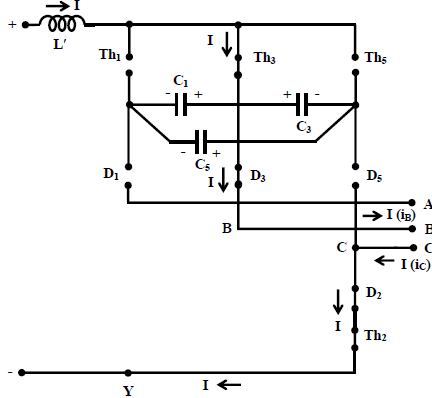 I
+
L'
Th1
I
Th3
Th5
C1
- +
+ -
C3
C5
- +
D1
I
D3
D5
A
I (iB)
B
B
C
C
I (iC)
D2
I
Th2
-
Y
I